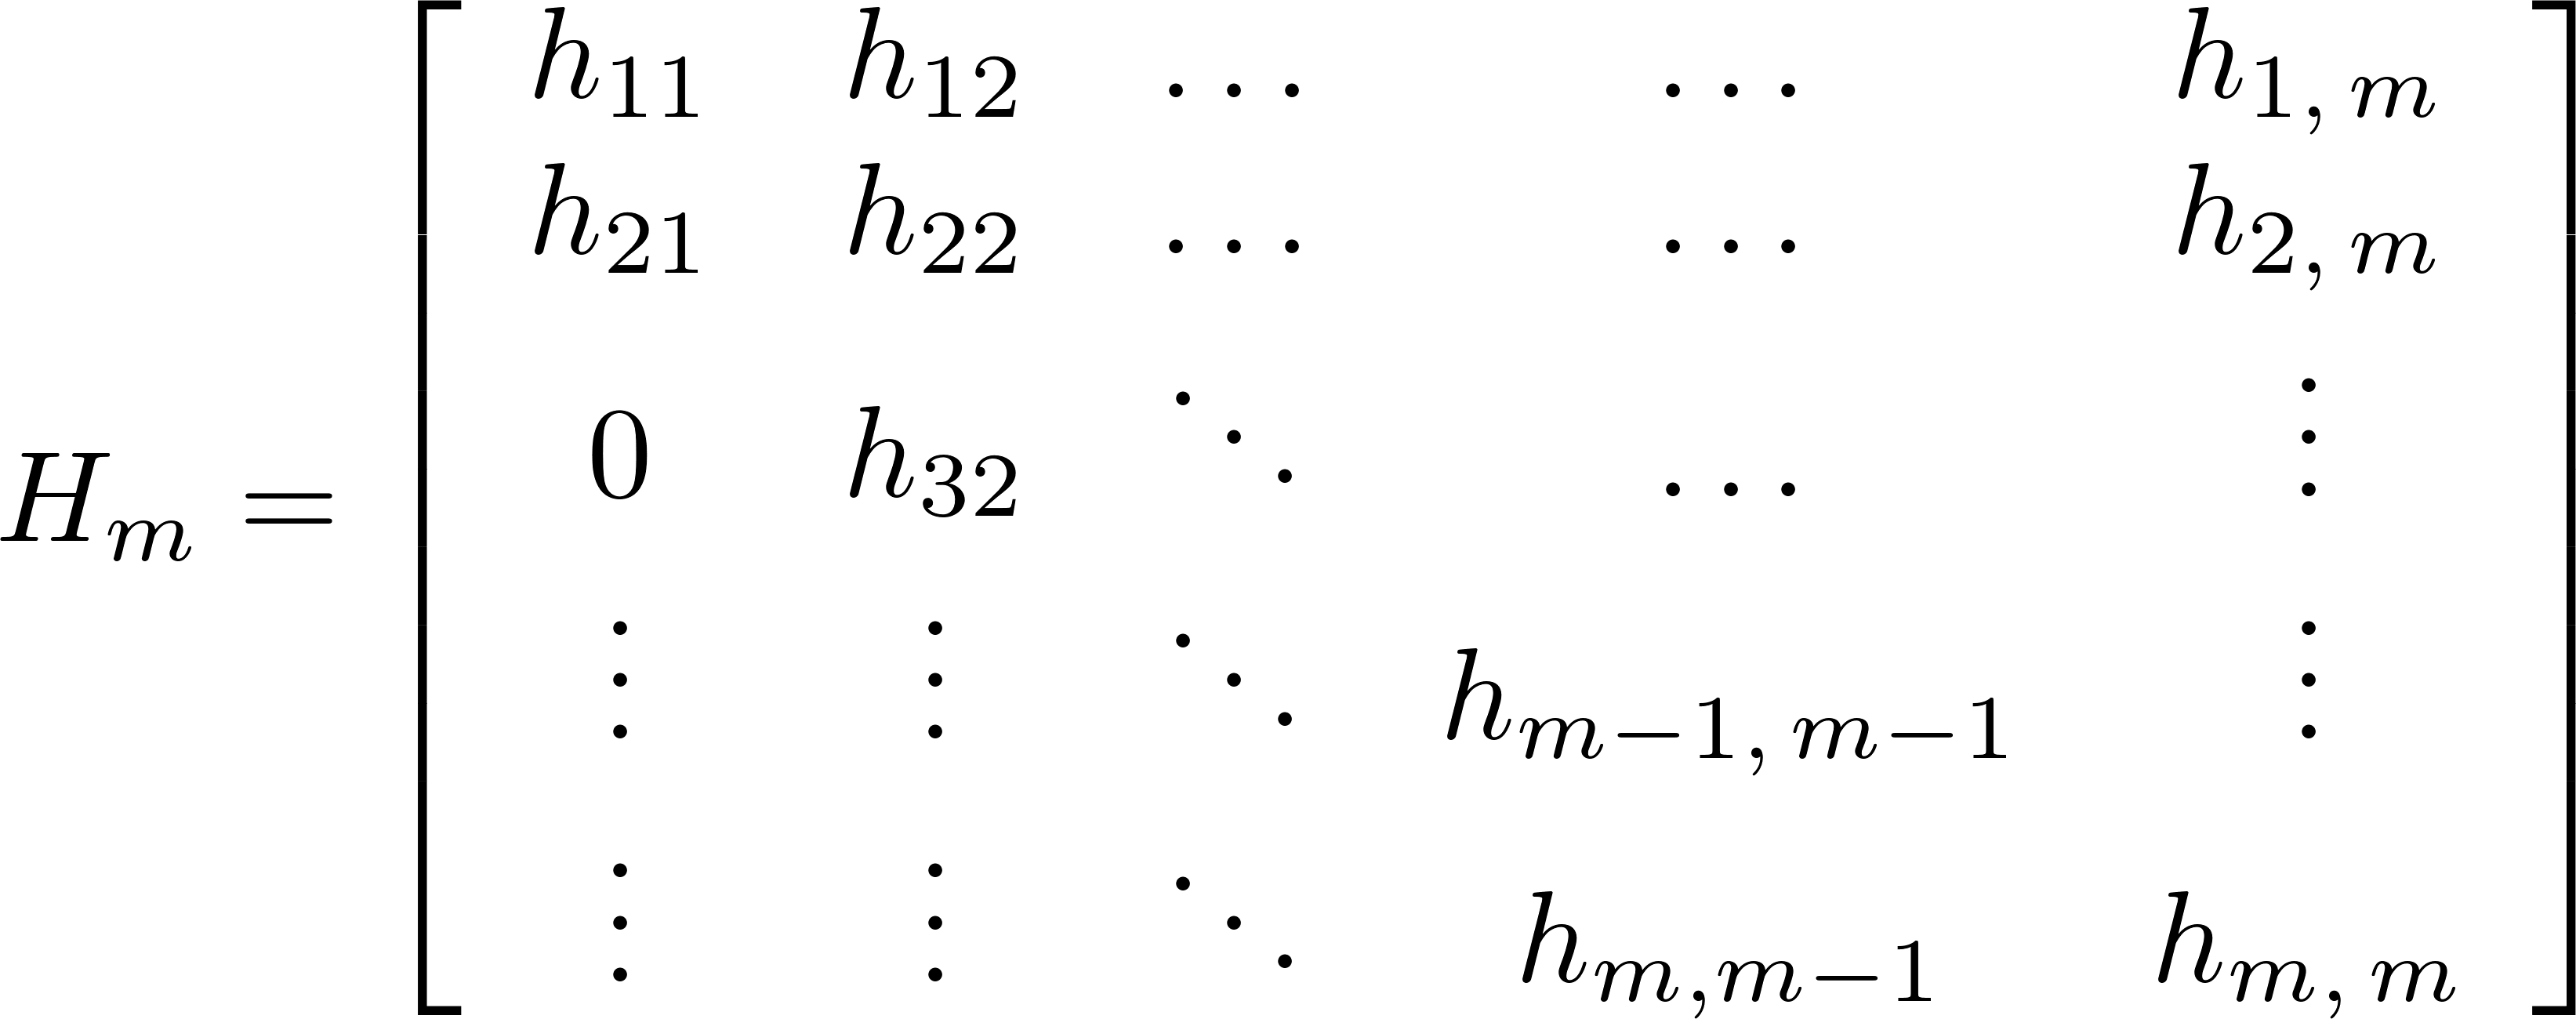 H_m = [ h_{11} h_{12} … … h_{1, m}
h_{21} h_{22} … … h_{2, m}
0 h_{32} ⋱ … ⋮
⋮ ⋮ ⋱ h_{m−1, m−1} ⋮
⋮ ⋮ ⋱ h_{m,m−1} h_{m, m} ]